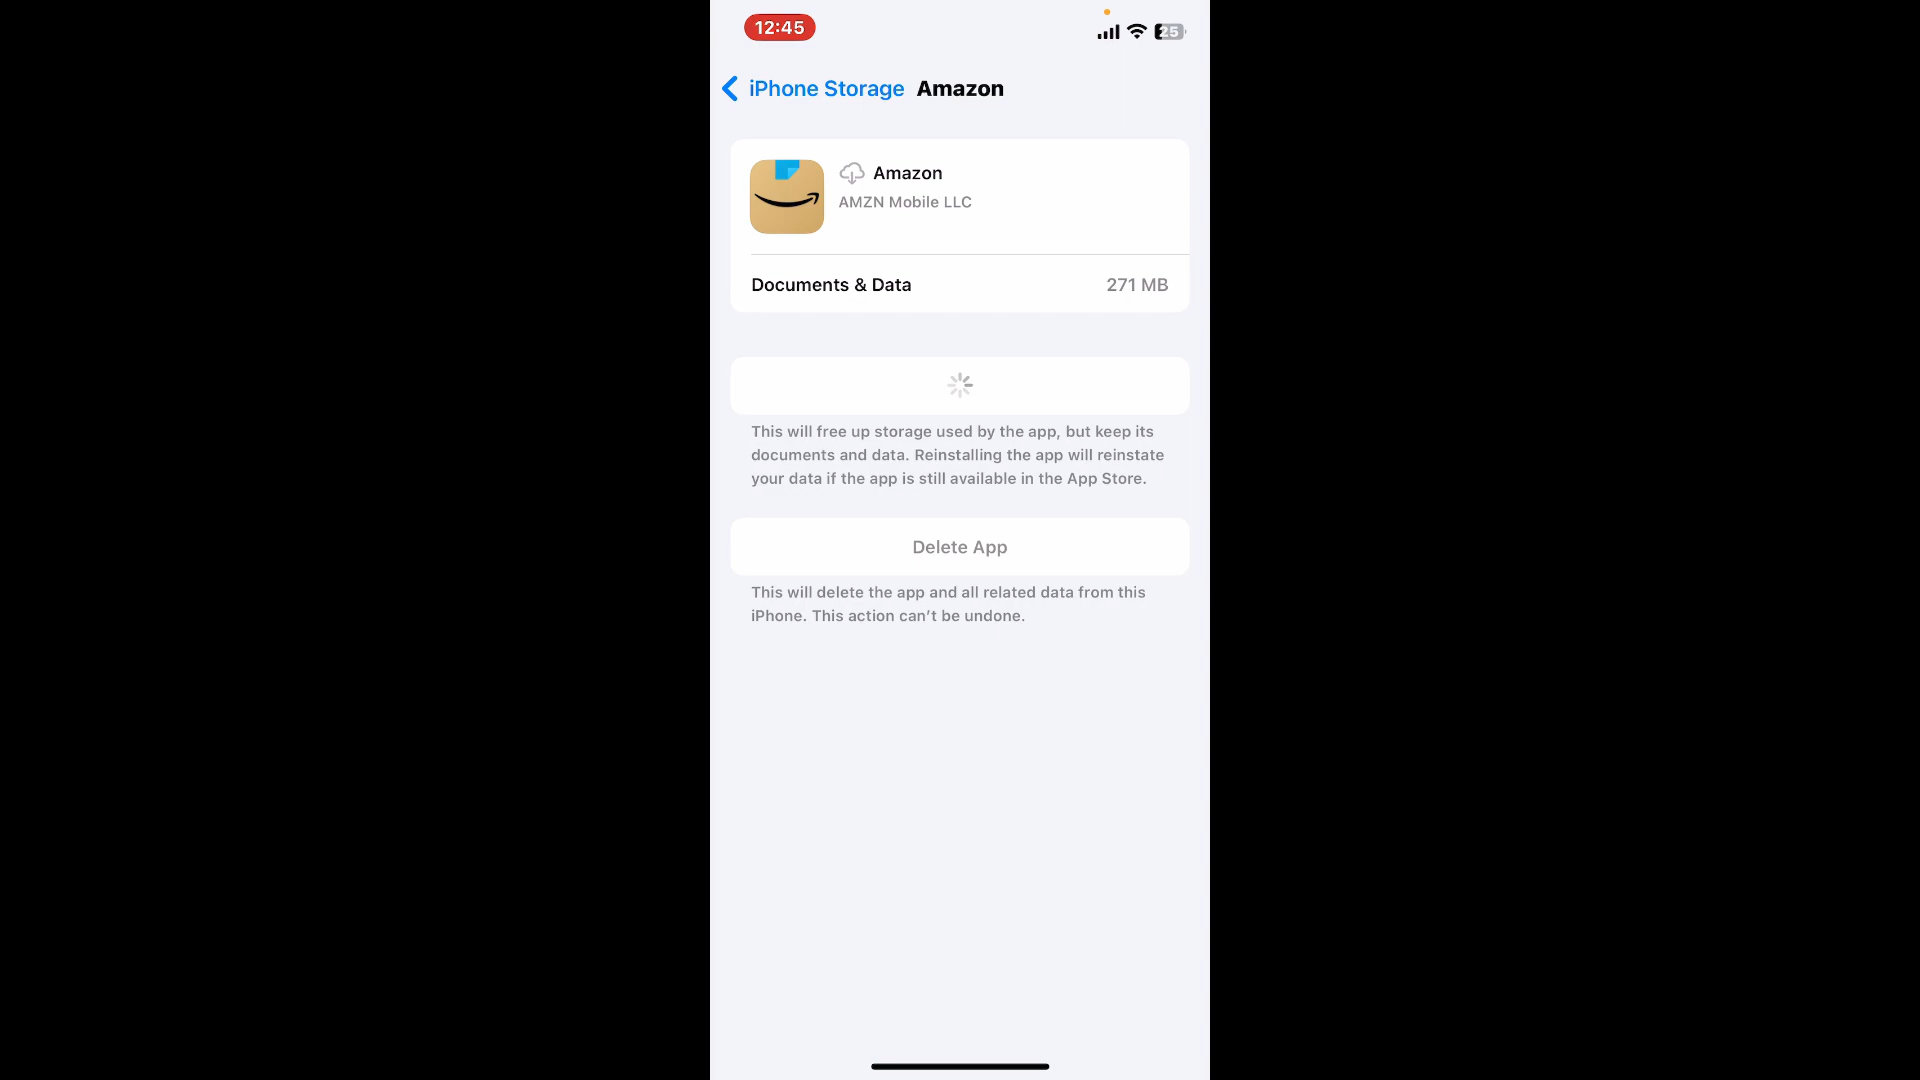 12:45
25
iPhone Storage Amazon
Amazon
AMZN Mobile LLC
Documents & Data 271 MB
This will free up storage used by the app, but keep its
documents and data. Reinstalling the app will reinstate
your data if the app is still available in the App Store.
Delete App
This will delete the app and all related data from this
iPhone. This action can’t be undone.